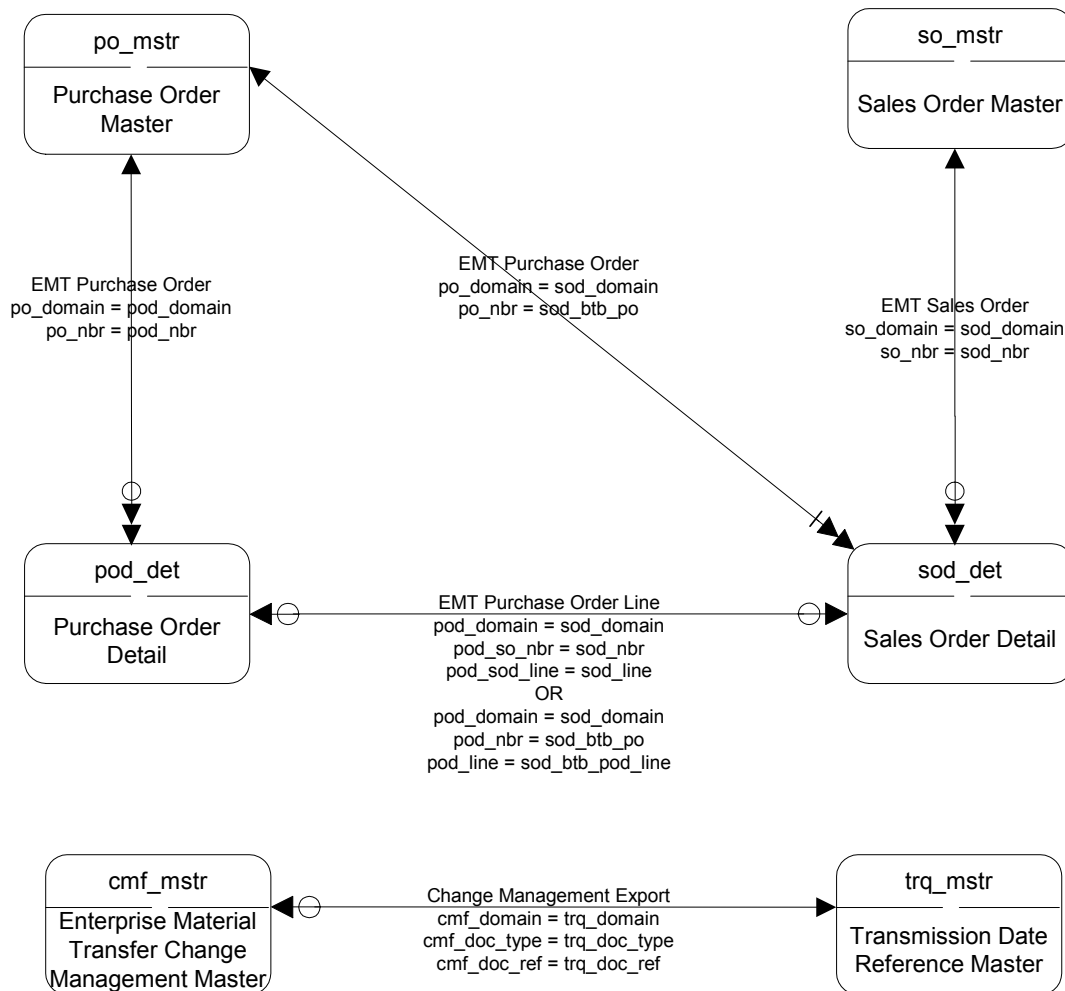 po_mstr
Purchase Order
Master
so_mstr
Sales Order Master
EMT Purchase Order
po_domain = pod_domain
po_nbr = pod_nbr
EMT Purchase Order
po_domain = sod_domain
po_nbr = sod_btb_po
EMT Sales Order
so_domain = sod_domain
so_nbr = sod_nbr
pod_det
Purchase Order
Detail
EMT Purchase Order Line
pod_domain = sod_domain
pod_so_nbr = sod_nbr
pod_sod_line = sod_line
OR
pod_domain = sod_domain
pod_nbr = sod_btb_po
pod_line = sod_btb_pod_line
sod_det
Sales Order Detail
cmf_mstr
Enterprise Material
Transfer Change
Management Master
Change Management Export
cmf_domain = trq_domain
cmf_doc_type = trq_doc_type
cmf_doc_ref = trq_doc_ref
trq_mstr
Transmission Date
Reference Master